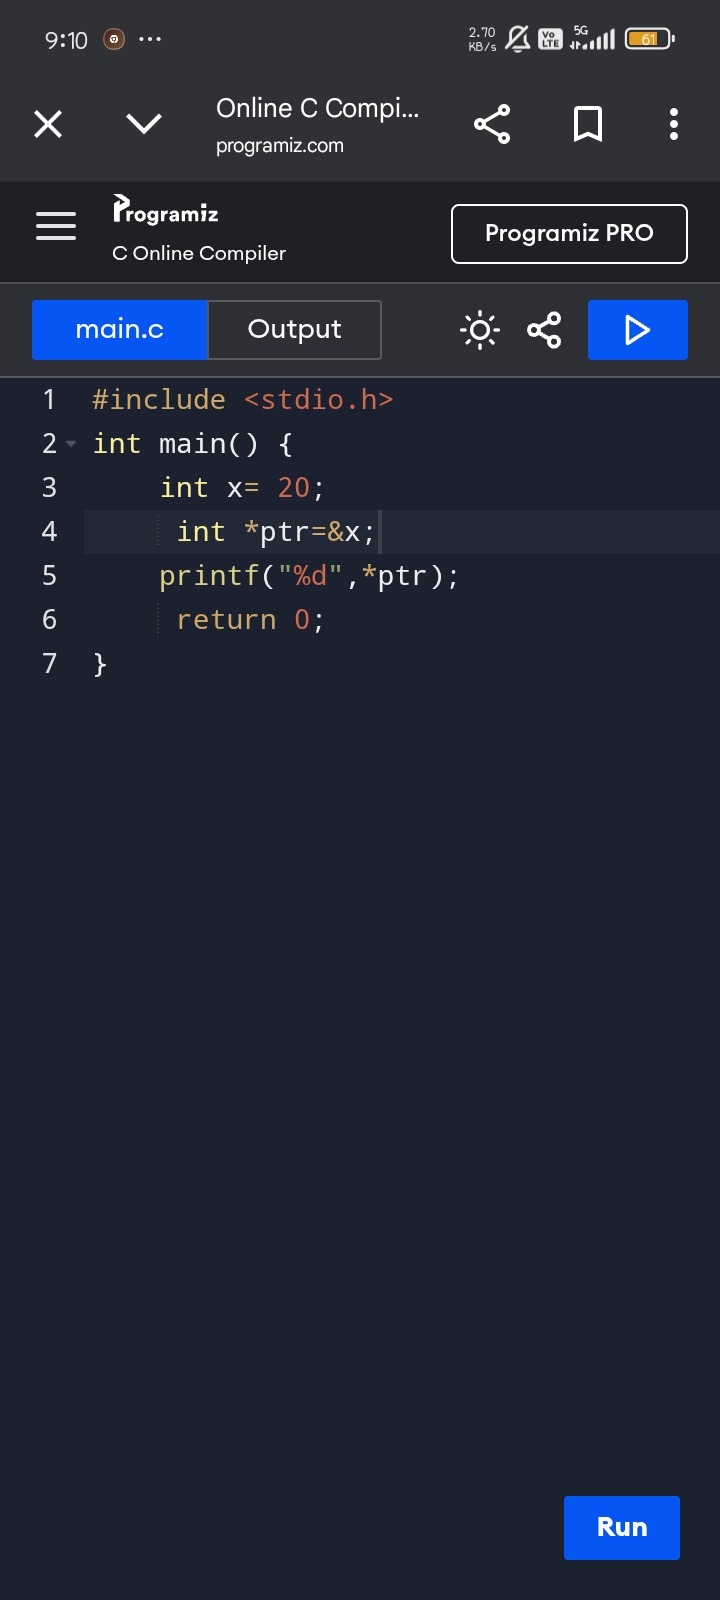 9:10
2.70
KB/s
Vo
LTE
5G
61
Online C Compi...
programiz.com
Programiz
C Online Compiler
Programiz PRO
main.c
Output
1 #include <stdio.h>
2 int main() {
3 int x= 20;
4 int *ptr=&x;
5 printf("%d",*ptr);
6 return 0;
7 }
Run